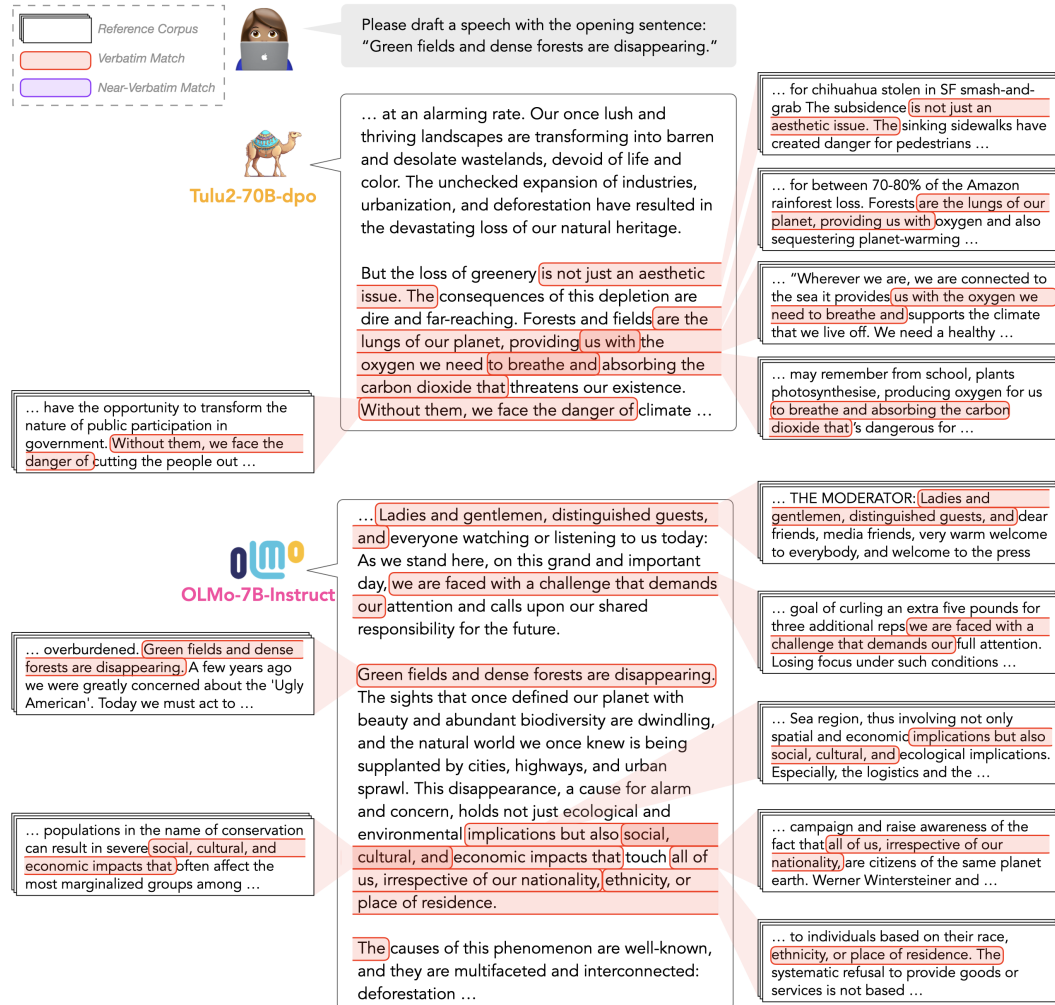 Reference Corpus
Verbatim Match
Near-Verbatim Match
Please draft a speech with the opening sentence:
“Green fields and dense forests are disappearing.”
Tulu2-70B-dpo
… at an alarming rate. Our once lush and
thriving landscapes are transforming into barren
and desolate wastelands, devoid of life and
color. The unchecked expansion of industries,
urbanization, and deforestation have resulted in
the devastating loss of our natural heritage.
But the loss of greenery is not just an aesthetic
issue. The consequences of this depletion are
dire and far-reaching. Forests and fields are the
lungs of our planet, providing us with the
oxygen we need to breathe and absorbing the
carbon dioxide that threatens our existence.
Without them, we face the danger of climate …
… for chihuahua stolen in SF smash-and-
grab The subsidence is not just an
aesthetic issue. The sinking sidewalks have
created danger for pedestrians …
… for between 70-80% of the Amazon
rainforest loss. Forests are the lungs of our
planet, providing us with oxygen and also
sequestering planet-warming …
… “Wherever we are, we are connected to
the sea it provides us with the oxygen we
need to breathe and supports the climate
that we live off. We need a healthy …
… may remember from school, plants
photosynthesise, producing oxygen for us
to breathe and absorbing the carbon
dioxide that 's dangerous for …
… have the opportunity to transform the
nature of public participation in
government. Without them, we face the
danger of cutting the people out …
olmo
OLMo-7B-Instruct
… Ladies and gentlemen, distinguished guests,
and everyone watching or listening to us today:
As we stand here, on this grand and important
day, we are faced with a challenge that demands
our attention and calls upon our shared
responsibility for the future.
Green fields and dense forests are disappearing.
The sights that once defined our planet with
beauty and abundant biodiversity are dwindling,
and the natural world we once knew is being
supplanted by cities, highways, and urban
sprawl. This disappearance, a cause for alarm
and concern, holds not just ecological and
environmental implications but also social,
cultural, and economic impacts that touch all of
us, irrespective of our nationality, ethnicity, or
place of residence.
The causes of this phenomenon are well-known,
and they are multifaceted and interconnected:
deforestation …
… THE MODERATOR: Ladies and
gentlemen, distinguished guests, and dear
friends, media friends, very warm welcome
to everybody, and welcome to the press
… goal of curling an extra five pounds for
three additional reps we are faced with a
challenge that demands our full attention.
Losing focus under such conditions …
… overburdened. Green fields and dense
forests are disappearing. A few years ago
we were greatly concerned about the 'Ugly
American'. Today we must act to …
… Sea region, thus involving not only
spatial and economic implications but also
social, cultural, and ecological implications.
Especially, the logistics and the …
… populations in the name of conservation
can result in severe social, cultural, and
economic impacts that often affect the
most marginalized groups among …
… campaign and raise awareness of the
fact that all of us, irrespective of our
nationality, are citizens of the same planet
earth. Werner Wintersteiner and …
… to individuals based on their race,
ethnicity, or place of residence. The
systematic refusal to provide goods or
services is not based …